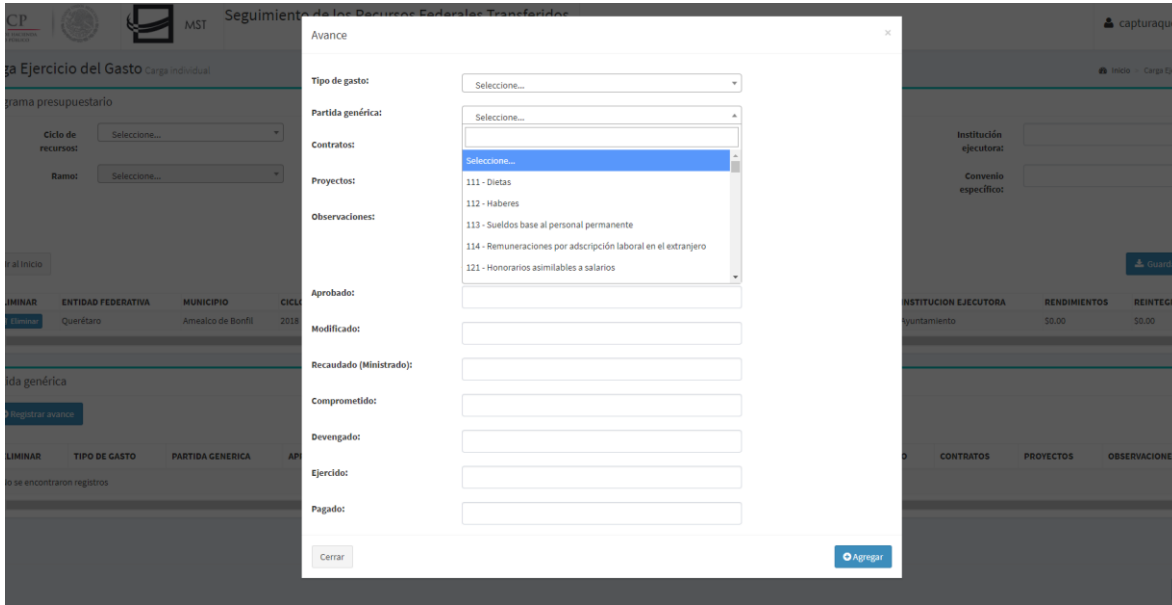 CP
MST
Seguimiento de los Recursos Federales Transferidos
capturaqu
ga Ejercicio del Gasto Carga individual
Inicio
Carga Ej
grama presupuestario
Ciclo de recursos:
Seleccione...
Ramo:
Seleccione...
Institución ejecutora:
Convenio específico:
r al Inicio
Guard
LIMINAR
ENTIDAD FEDERATIVA
MUNICIPIO
CICL
INSTITUCION EJECUTORA
RENDIMIENTOS
REINTEG
Eliminar
Querétaro
Amealco de Bonfil
2018
Ayuntamiento
$0.00
$0.00
ida genérica
Registrar avance
LIMINAR
TIPO DE GASTO
PARTIDA GENERICA
AP
O
CONTRATOS
PROYECTOS
OBSERVACIONE
o se encontraron registros
Avance
×
Tipo de gasto:
Seleccione...
Partida genérica:
Seleccione...
Seleccione...
111 - Dietas
112 - Haberes
113 - Sueldos base al personal permanente
114 - Remuneraciones por adscripción laboral en el extranjero
121 - Honorarios asimilables a salarios
Contratos:
Proyectos:
Observaciones:
Aprobado:
Modificado:
Recaudado (Ministrado):
Comprometido:
Devengado:
Ejercido:
Pagado:
Cerrar
Agregar